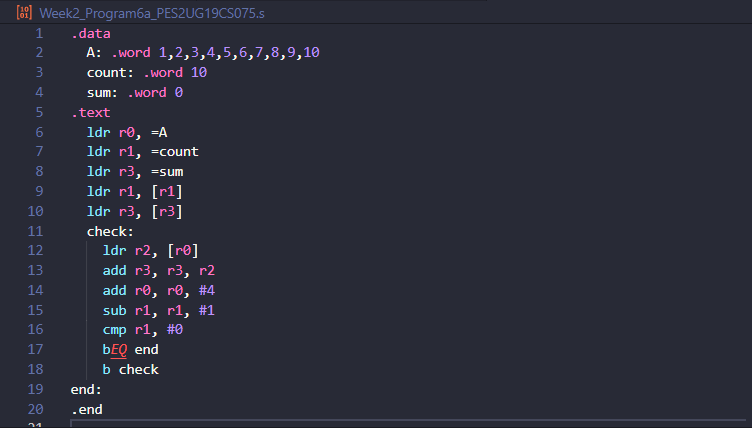 10 01 Week2_Program6a_PES2UG19CS075.s
1 .data
2 A: .word 1,2,3,4,5,6,7,8,9,10
3 count: .word 10
4 sum: .word 0
5 .text
6 ldr r0, =A
7 ldr r1, =count
8 ldr r3, =sum
9 ldr r1, [r1]
10 ldr r3, [r3]
11 check:
12 ldr r2, [r0]
13 add r3, r3, r2
14 add r0, r0, #4
15 sub r1, r1, #1
16 cmp r1, #0
17 bEQ end
18 b check
19 end:
20 .end
21